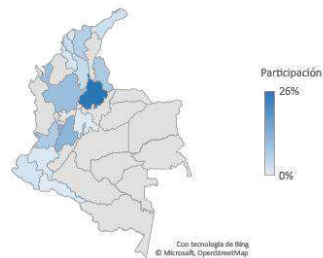 Participación
26%
0%
Con tecnología de Bing
© Microsoft, OpenStreetMap